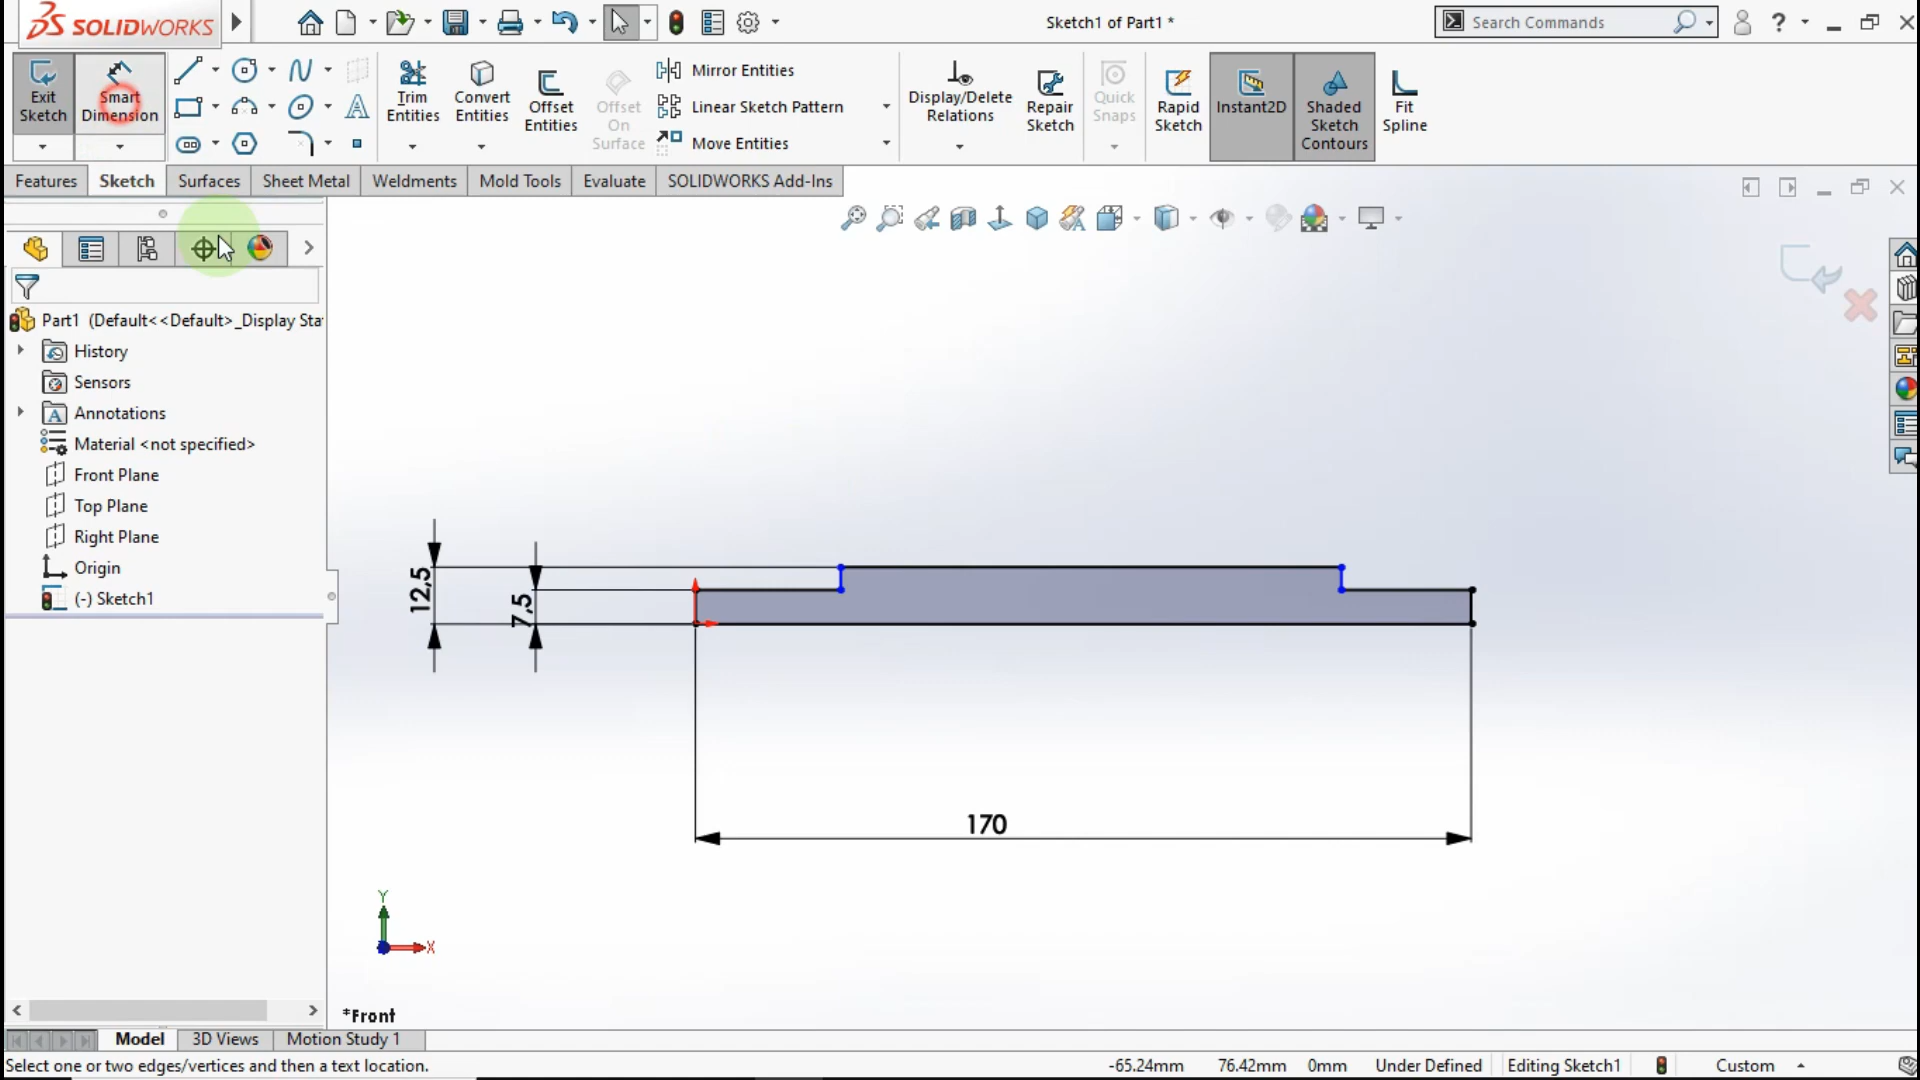 SOLIDWORKS
Sketch1 of Part1 *
Search Commands
?
Exit Sketch
Smart Dimension
Trim Entities
Convert Entities
Offset Entities
Offset On Surface
Mirror Entities
Linear Sketch Pattern
Move Entities
Display/Delete Relations
Repair Sketch
Quick Snaps
Rapid Sketch
Instant2D
Shaded Sketch Contours
Fit Spline
Features
Sketch
Surfaces
Sheet Metal
Weldments
Mold Tools
Evaluate
SOLIDWORKS Add-Ins
Part1 (Default<<Default>_Display Sta
History
Sensors
Annotations
Material <not specified>
Front Plane
Top Plane
Right Plane
Origin
(-) Sketch1
12,5
7,5
170
Y
X
*Front
Model
3D Views
Motion Study 1
Select one or two edges/vertices and then a text location.
-65.24mm
76.42mm
0mm
Under Defined
Editing Sketch1
Custom